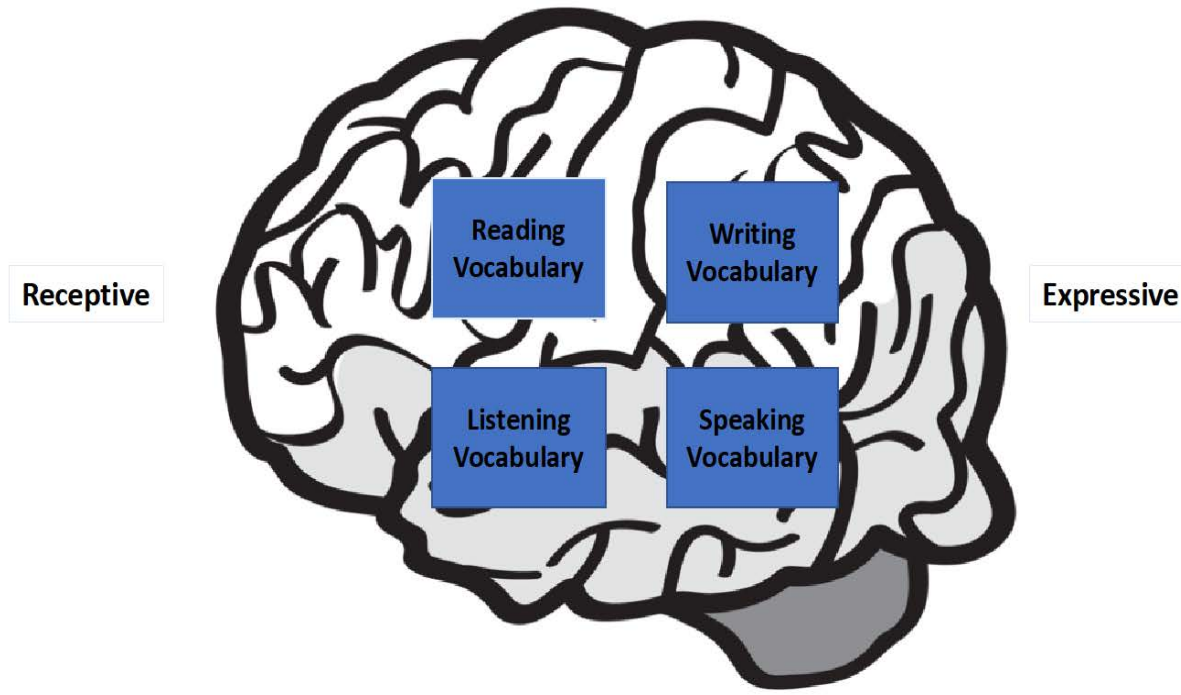 Reading
Vocabulary
Writing
Vocabulary
Receptive
Expressive
Listening
Vocabulary
Speaking
Vocabulary